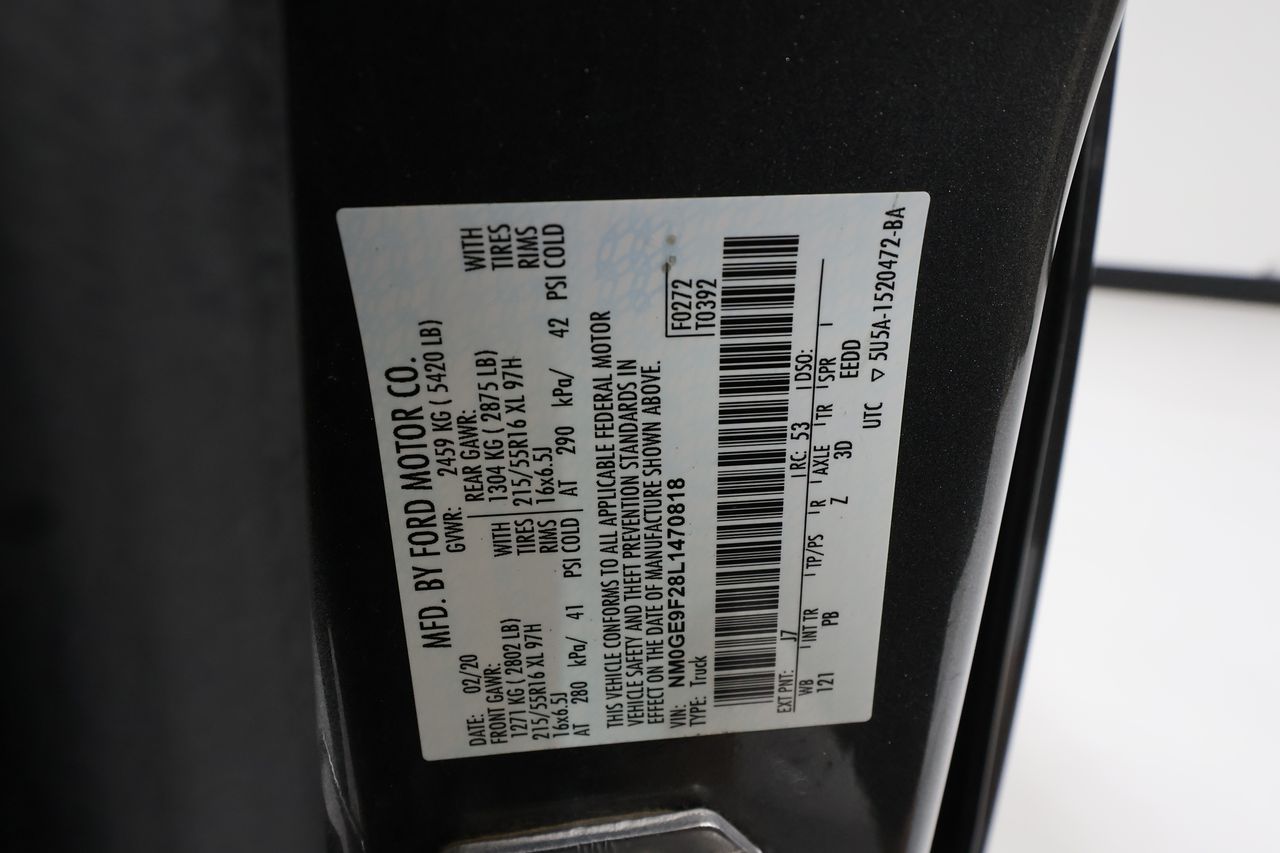 MFD. BY FORD MOTOR CO.
DATE: 02/20 GVWR: 2459 KG ( 5420 LB)
FRONT GAWR: REAR GAWR:
1271 KG ( 2802 LB) WITH 1304 KG ( 2875 LB) WITH
215/55R16 XL 97H TIRES 215/55R16 XL 97H TIRES
16x6.5J RIMS 16x6.5J RIMS
AT 280 kPa/ 41 PSI COLD AT 290 kPa/ 42 PSI COLD
THIS VEHICLE CONFORMS TO ALL APPLICABLE FEDERAL MOTOR
VEHICLE SAFETY AND THEFT PREVENTION STANDARDS IN
EFFECT ON THE DATE OF MANUFACTURE SHOWN ABOVE.
VIN: NM0GE9F28L1470818 F0272
TYPE: Truck T0392
EXT PNT: J7 RC: 53 DSO:
WB INT TR TP/PS R AXLE TR SPR
121 PB Z 3D EEDD
UTC ▽ 5U5A-1520472-BA